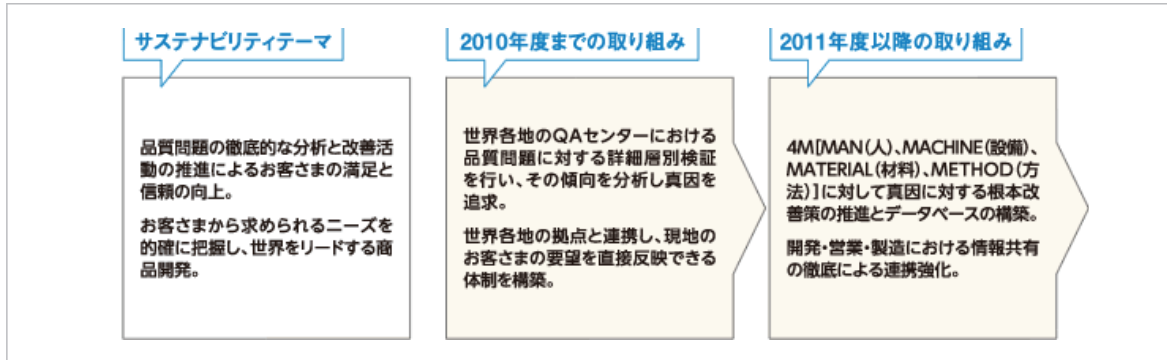 サステナビリティテーマ
品質問題の徹底的な分析と改善活
動の推進によるお客さまの満足と
信頼の向上。
お客さまから求められるニーズを
的確に把握し、世界をリードする商
品開発。
2010年度までの取り組み
世界各地のQAセンターにおける
品質問題に対する詳細層別検証
を行い、その傾向を分析し真因を
追求。
世界各地の拠点と連携し、現地の
お客さまの要望を直接反映できる
体制を構築。
2011年度以降の取り組み
4M[MAN(人)、MACHINE(設備)、
MATERIAL(材料)、METHOD(方
法)]に対して真因に対する根本改
善策の推進とデータベースの構築。
開発・営業・製造における情報共有
の徹底による連携強化。